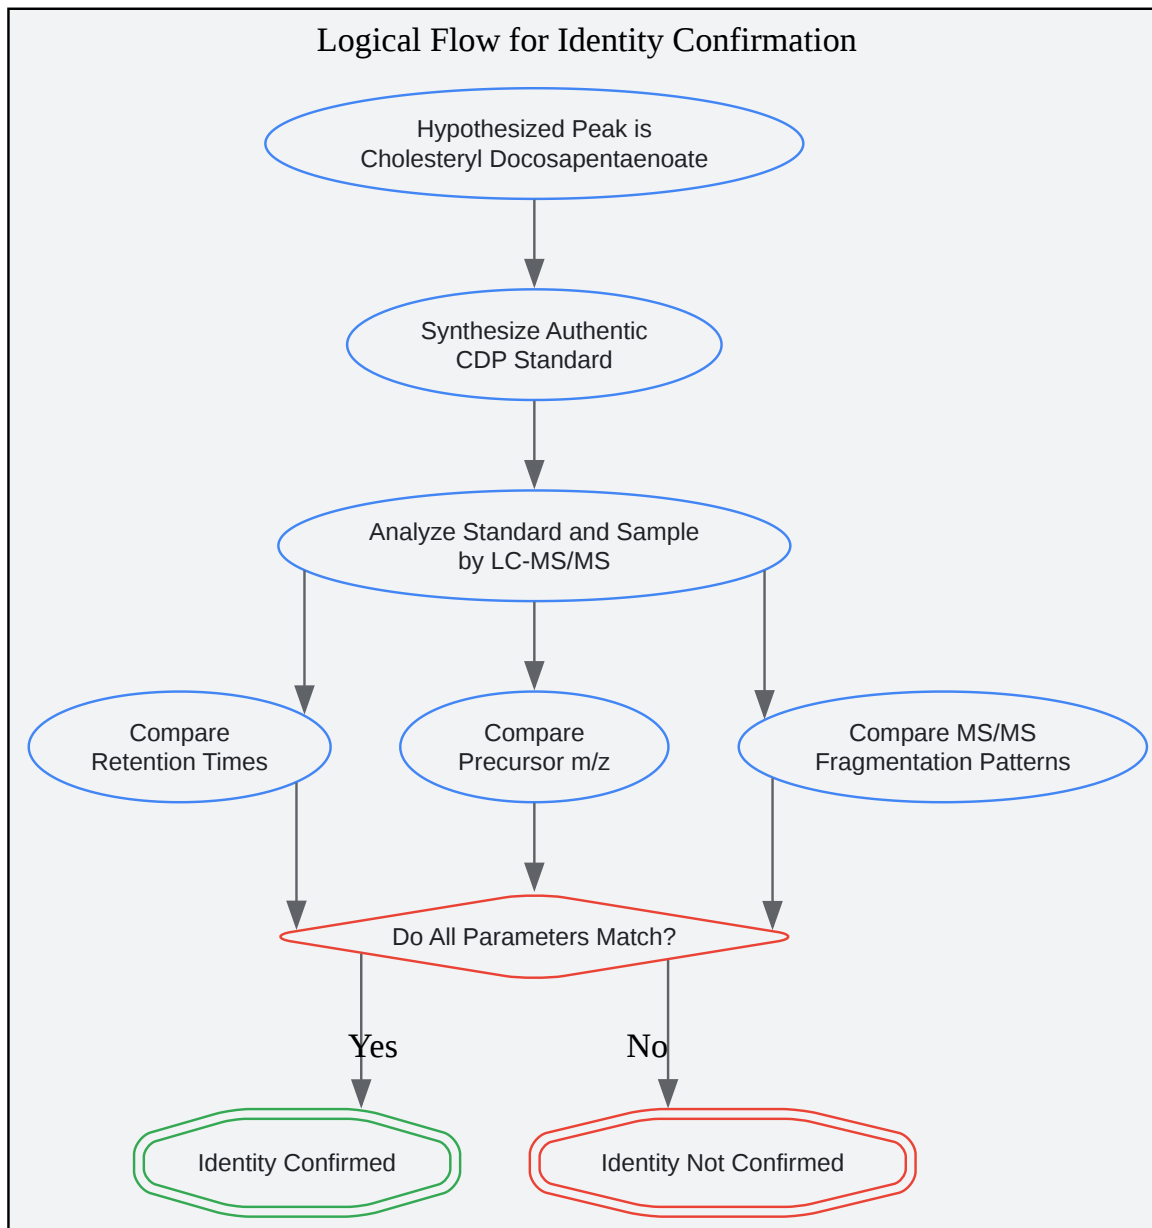 Logical Flow for Identity Confirmation
Hypothesized Peak is
Cholesteryl Docosapentaenoate
Synthesize Authentic
CDP Standard
Analyze Standard and Sample
by LC-MS/MS
Compare
Retention Times
Compare
Precursor m/z
Compare MS/MS
Fragmentation Patterns
Do All Parameters Match?
Yes
No
Identity Confirmed
Identity Not Confirmed